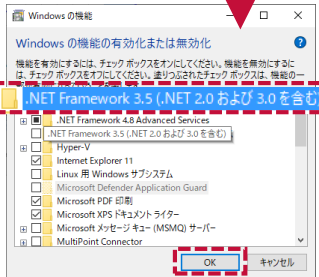 Windows の機能
Windows の機能の有効化または無効化
機能を有効にするには、チェック ボックスをオンにしてください。機能を無効にするに
は、チェック ボックスをオフにしてください。塗りつぶされたチェック ボックスは、機能の一
.NET Framework 3.5 (.NET 2.0 および 3.0 を含む)
.NET Framework 4.8 Advanced Services
.NET Framework 3.5 (.NET 2.0 および 3.0 を含む)
Hyper-V
Internet Explorer 11
Linux 用 Windows サブシステム
Microsoft Defender Application Guard
Microsoft PDF 印刷
Microsoft XPS ドキュメント ライター
Microsoft メッセージ キュー (MSMQ) サーバー
MultiPoint Connector
OK
キャンセル